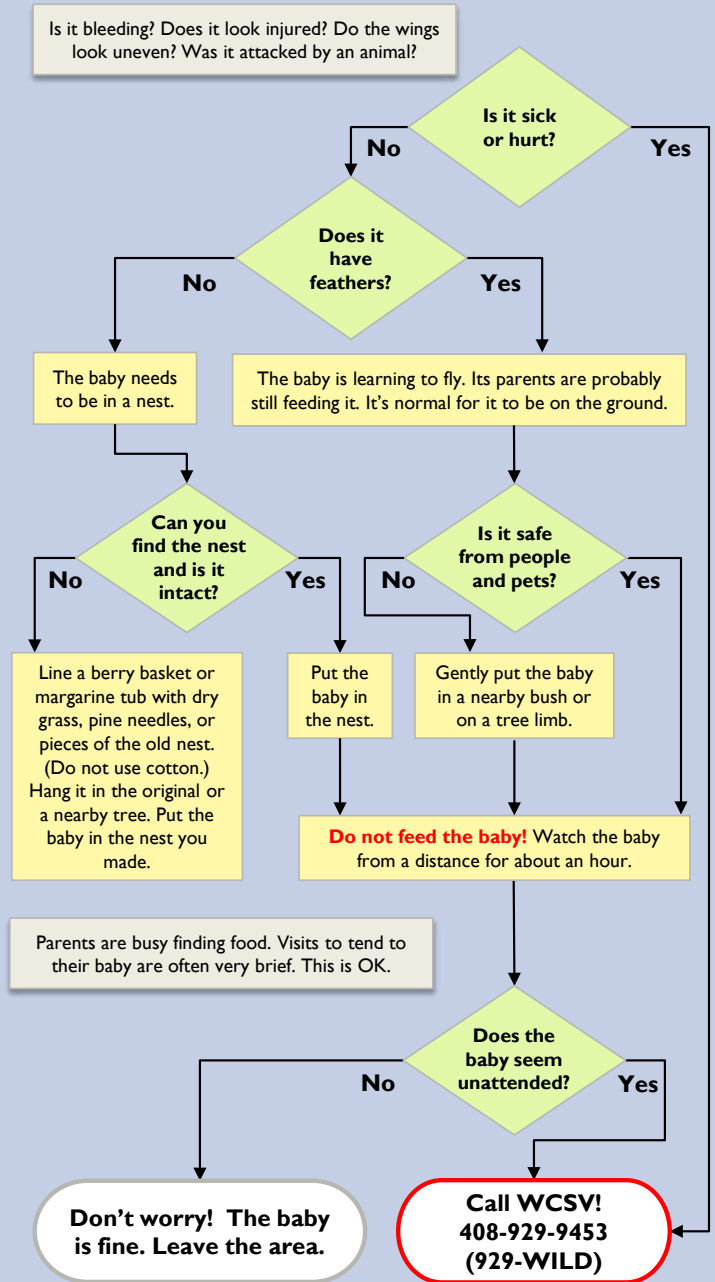 Is it bleeding? Does it look injured? Do the wings
look uneven? Was it attacked by an animal?
Is it sick
or hurt?
No
Yes
Does it
have
feathers?
No
Yes
The baby needs
to be in a nest.
The baby is learning to fly. Its parents are probably
still feeding it. It's normal for it to be on the ground.
Can you
find the nest
and is it
intact?
No
Yes
Is it safe
from people
and pets?
No
Yes
Line a berry basket or
margarine tub with dry
grass, pine needles, or
pieces of the old nest.
(Do not use cotton.)
Hang it in the original or
a nearby tree. Put the
baby in the nest you
made.
Put the
baby in
the nest.
Gently put the baby
in a nearby bush or
on a tree limb.
Do not feed the baby! Watch the baby
from a distance for about an hour.
Parents are busy finding food. Visits to tend to
their baby are often very brief. This is OK.
Does the
baby seem
unattended?
No
Yes
Don't worry!  The baby
is fine. Leave the area.
Call WCSV!
408-929-9453
(929-WILD)